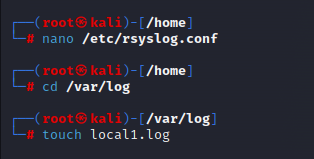 ┌──(root㉿kali)-[/home]
└─# nano /etc/rsyslog.conf
┌──(root㉿kali)-[/home]
└─# cd /var/log
┌──(root㉿kali)-[/var/log]
└─# touch local1.log